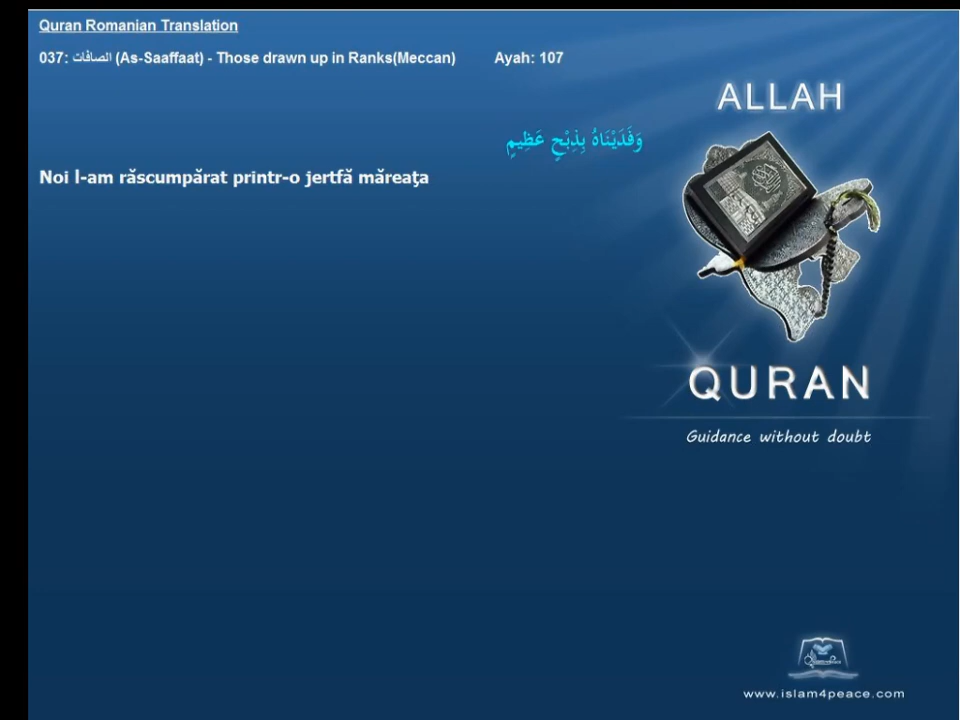 Quran Romanian Translation
037: الصافات (As-Saaffaat) - Those drawn up in Ranks(Meccan) Ayah: 107
ALLAH
وَفَدَيْنَاهُ بِذِبْحٍ عَظِيمٍ
Noi l-am răscumpărat printr-o jertfă măreaţa
QURAN
Guidance without doubt
www.islam4peace.com